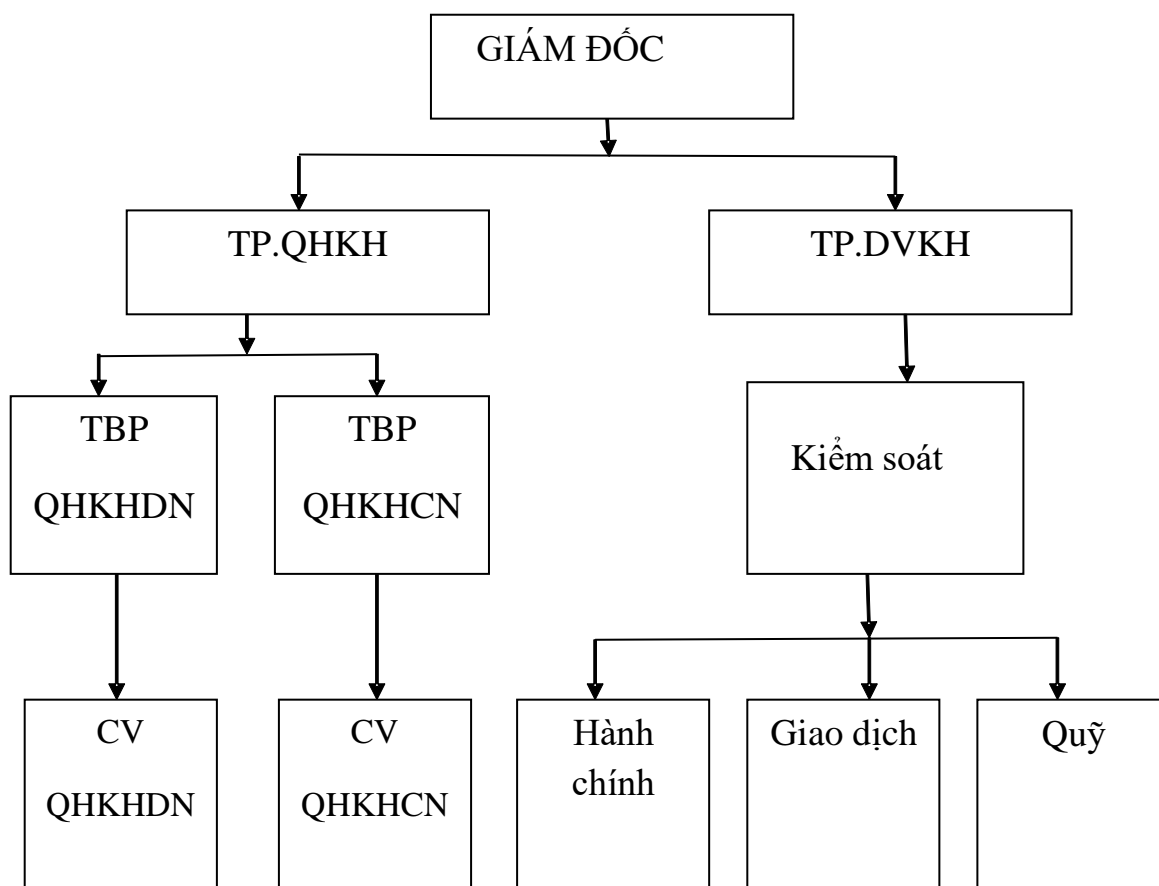 GIÁM ĐỐC
TP.QHKH
TP.DVKH
TBP
QHKHDN
TBP
QHKHCN
Kiểm soát
CV
QHKHDN
CV
QHKHCN
Hành
chính
Giao dịch
Quỹ